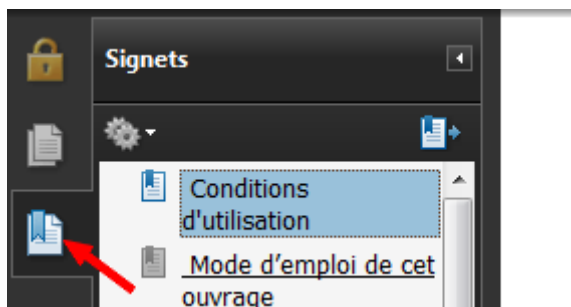 Signets
Conditions
d'utilisation
Mode d’emploi de cet
ouvrage